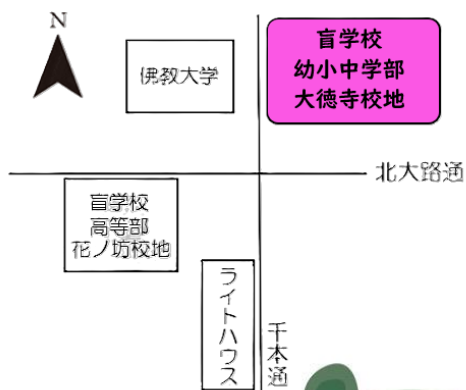 N
盲学校
幼小中学部
大徳寺校地
佛教大学
北大路通
盲学校
高等部
花ノ坊校地
ライトハウス
千本通